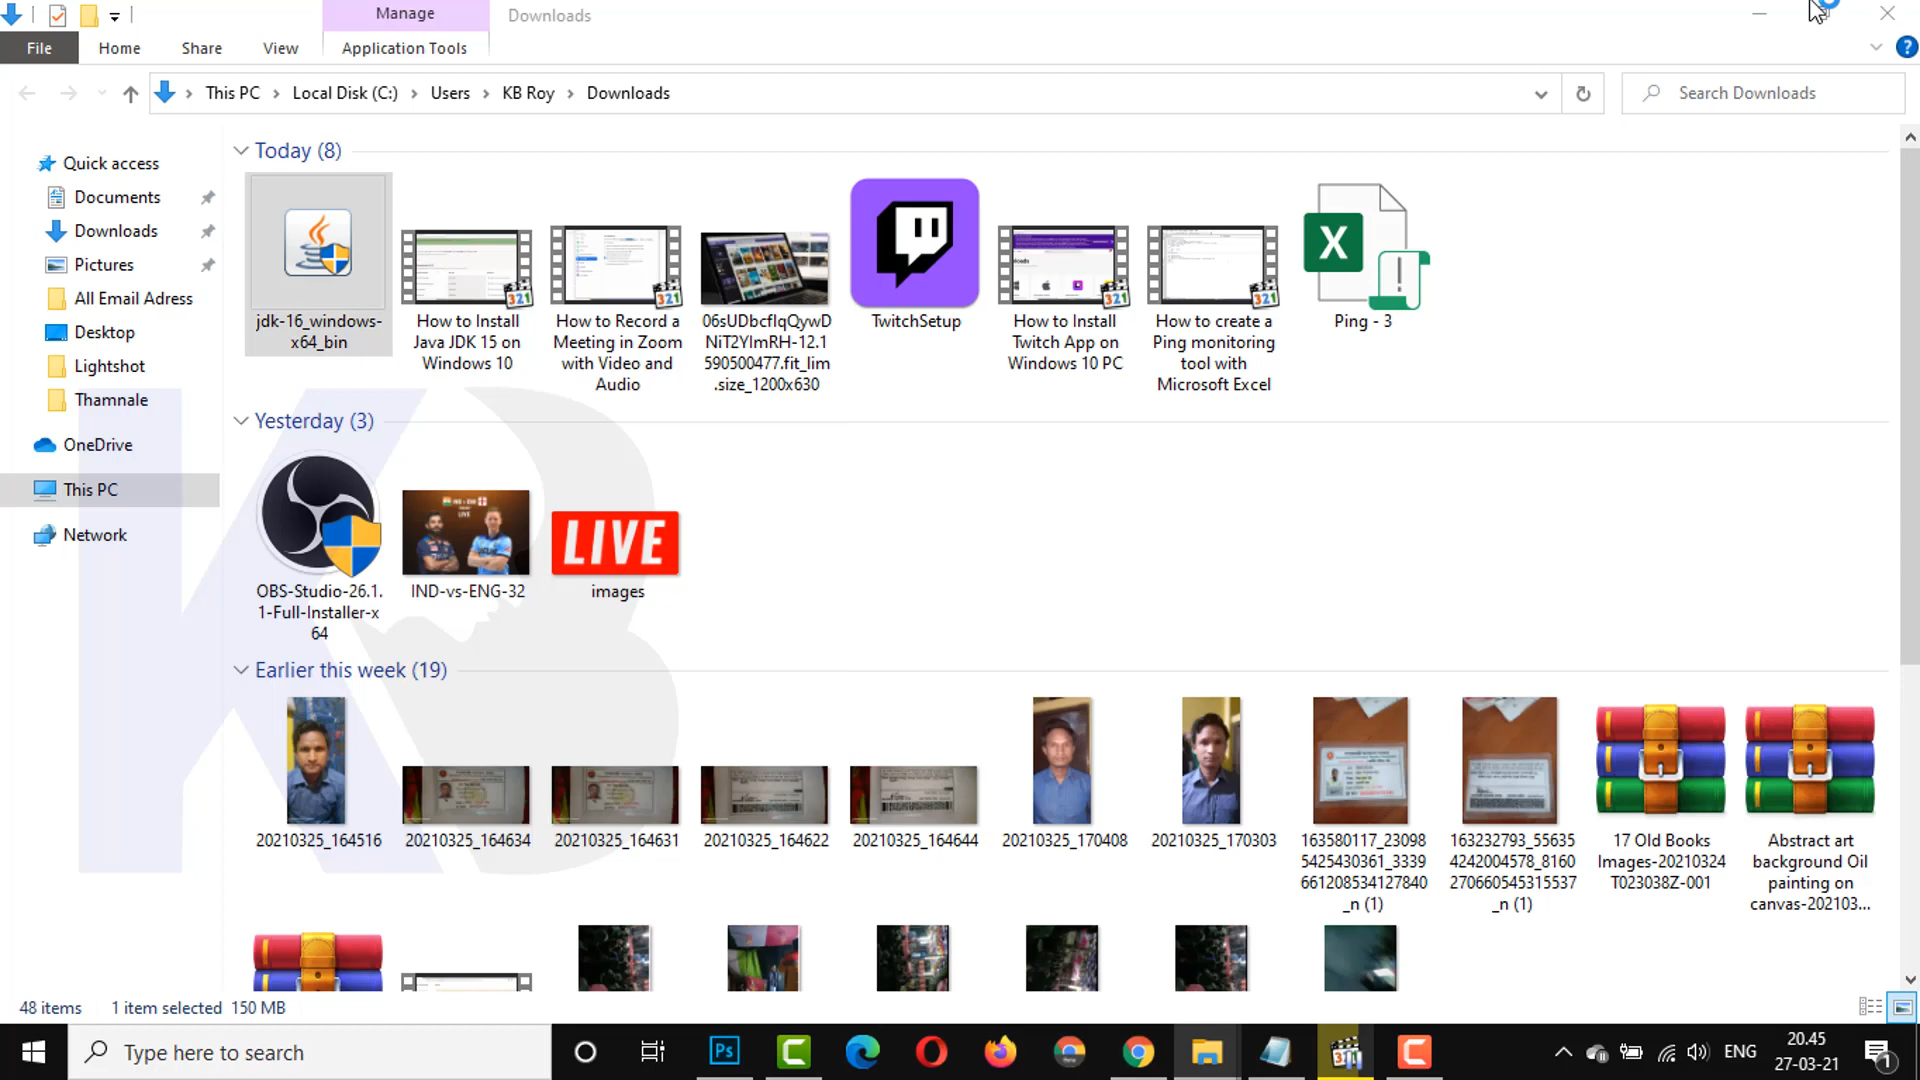 Manage
Downloads
File
Home
Share
View
Application Tools
This PC
Local Disk (C:)
Users
KB Roy
Downloads
Search Downloads
Quick access
Documents
Downloads
Pictures
All Email Adress
Desktop
Lightshot
Thamnale
OneDrive
This PC
Network
Today (8)
jdk-16_windows-
x64_bin
How to Install
Java JDK 15 on
Windows 10
How to Record a
Meeting in Zoom
with Video and
Audio
06sUDbcfIqQywD
NiT2YlmRH-12.1
590500477.fit_lim
.size_1200x630
TwitchSetup
How to Install
Twitch App on
Windows 10 PC
How to create a
Ping monitoring
tool with
Microsoft Excel
Ping - 3
Yesterday (3)
OBS-Studio-26.1.
1-Full-Installer-x
64
IND-vs-ENG-32
LIVE
images
Earlier this week (19)
20210325_164516
20210325_164634
20210325_164631
20210325_164622
20210325_164644
20210325_170408
20210325_170303
163580117_23098
5425430361_3339
661208534127840
_n (1)
163232793_55635
4242004578_8160
270660545315537
_n (1)
17 Old Books
Images-20210324
T023038Z-001
Abstract art
background Oil
painting on
canvas-202103...
48 items
1 item selected 150 MB
Type here to search
Ps
ENG
20.45
27-03-21
1